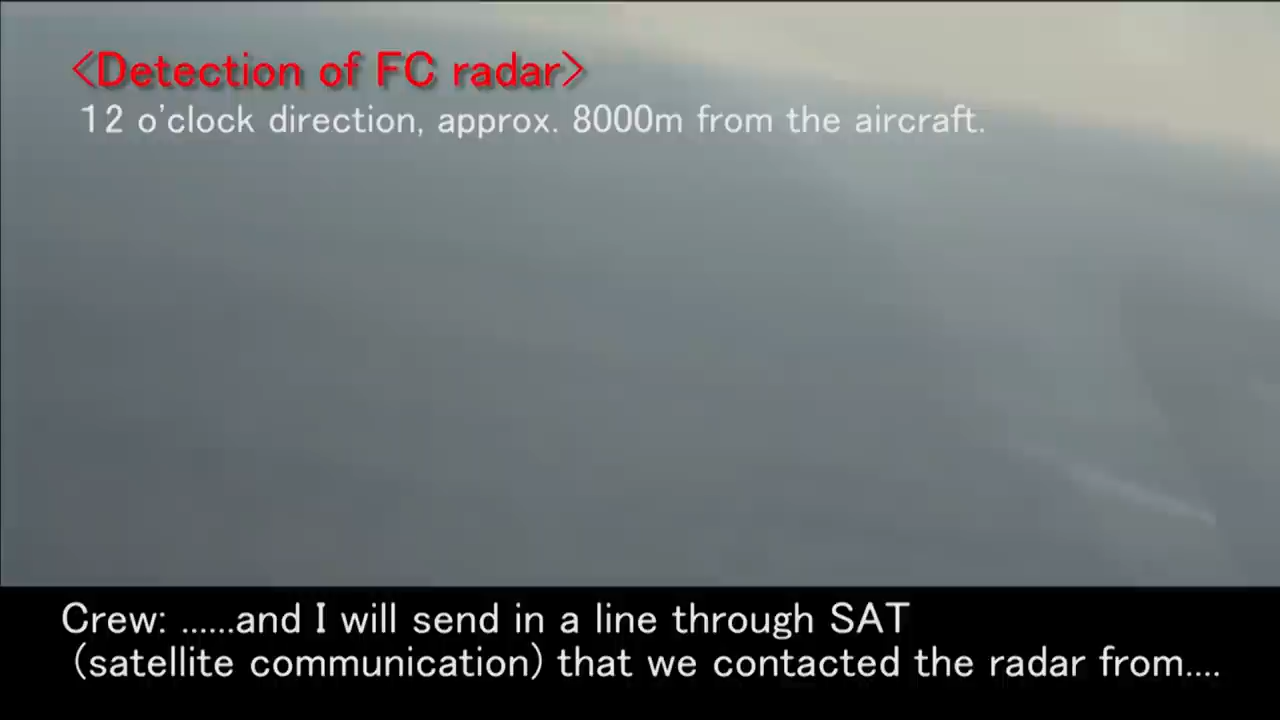 <Detection of FC radar>
12 o'clock direction, approx. 8000m from the aircraft.
Crew: ......and I will send in a line through SAT
(satellite communication) that we contacted the radar from....